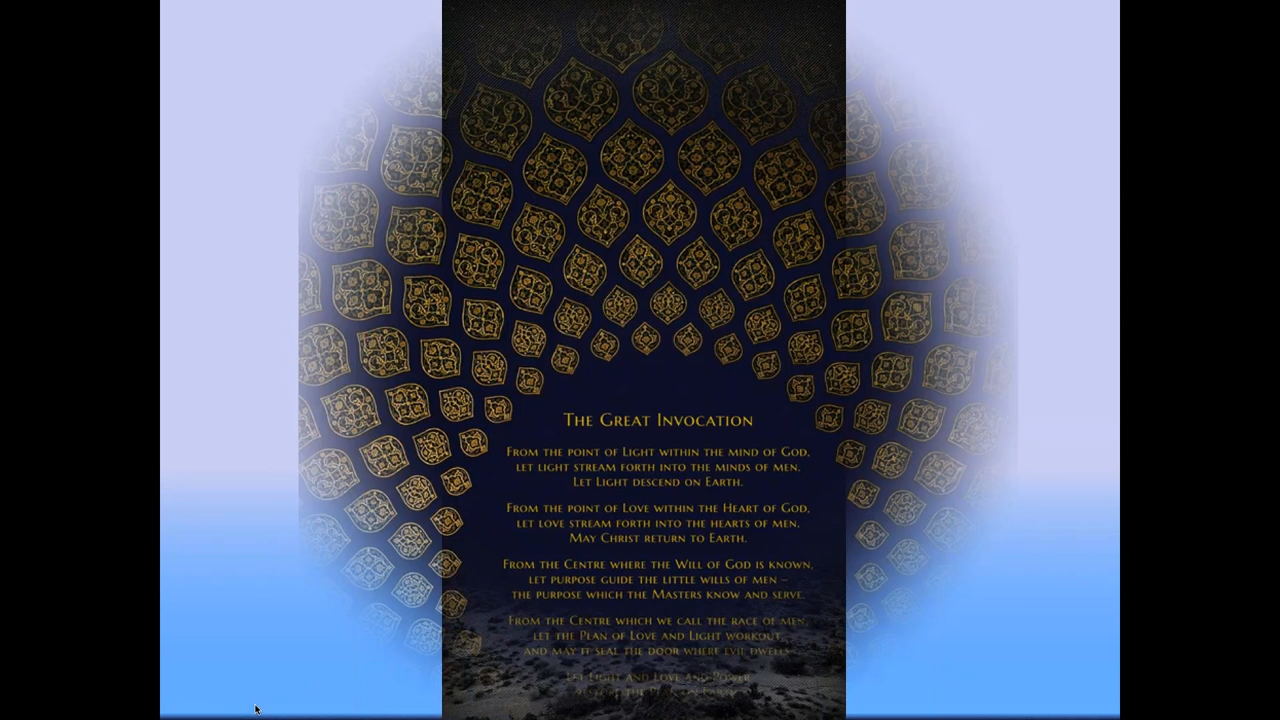 The Great Invocation
From the point of Light within the mind of God,
let light stream forth into the minds of men.
Let Light descend on Earth.
From the point of Love within the Heart of God,
let love stream forth into the hearts of men.
May Christ return to Earth.
From the Centre where the Will of God is known,
let purpose guide the little wills of men –
the purpose which the Masters know and serve.
From the Centre which we call the race of men,
let the Plan of Love and Light workout,
and may it seal the door where evil dwells
Let Light and Love and Power
restore the Plan on Earth